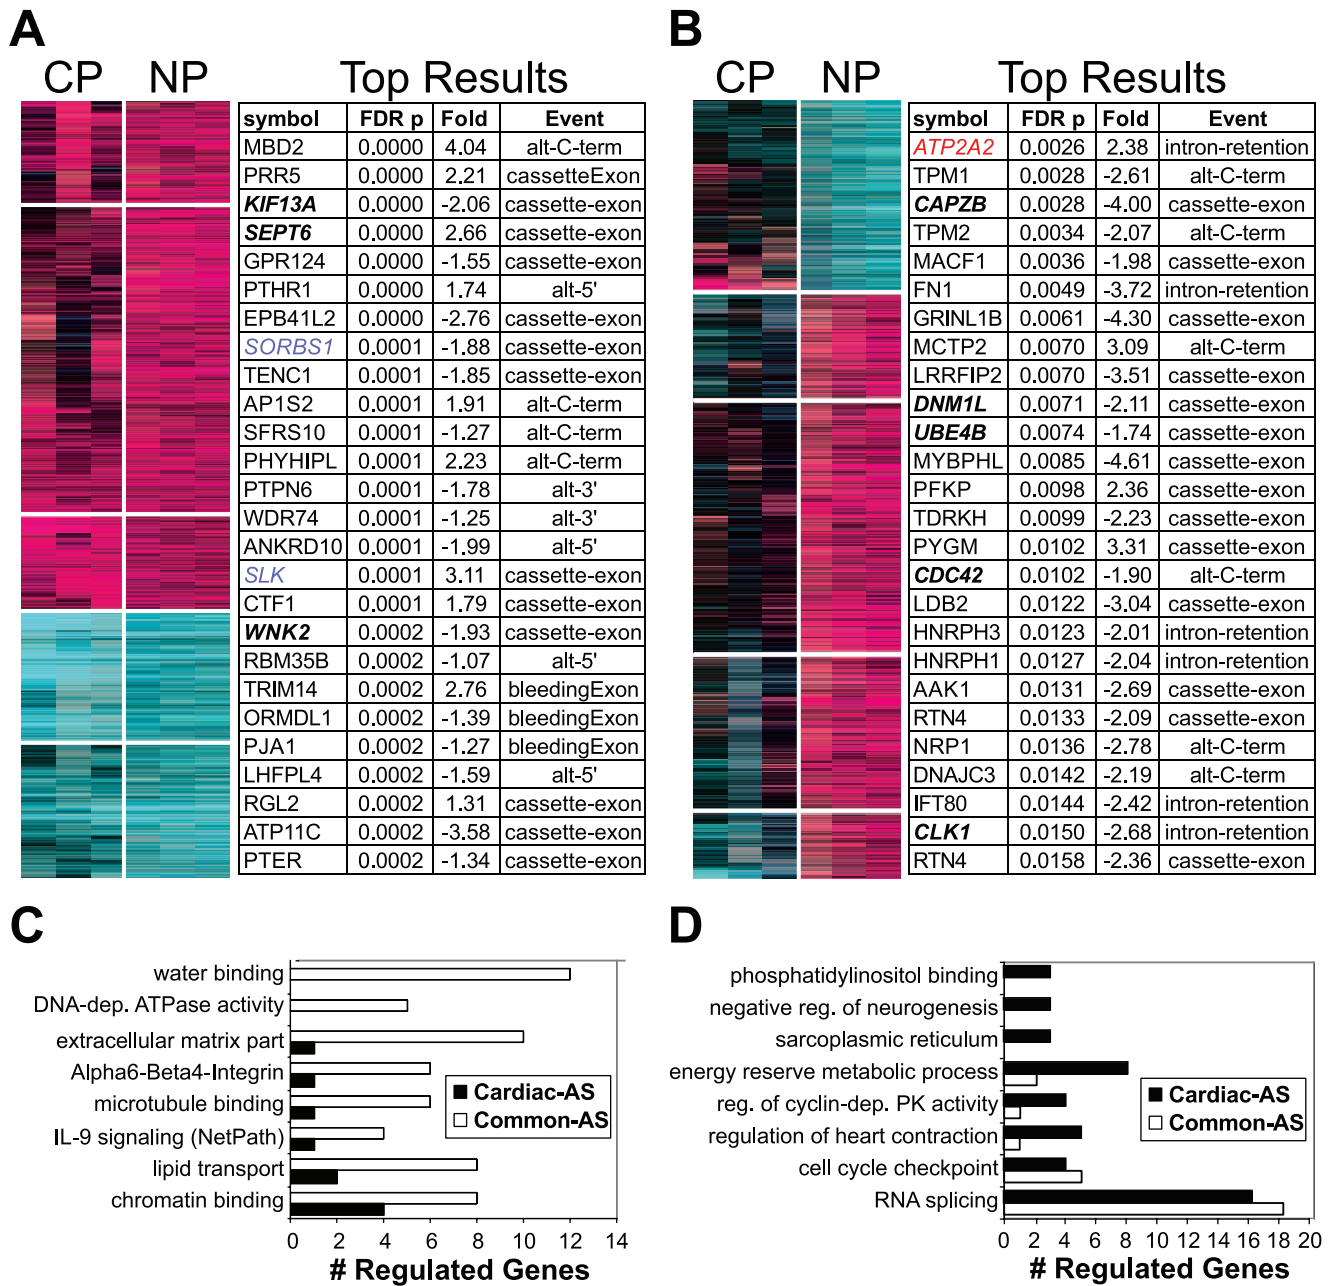 A
CP NP Top Results
symbol FDR p Fold Event
MBD2 0.0000 4.04 alt-C-term
PRR5 0.0000 2.21 cassetteExon
KIF13A 0.0000 -2.06 cassette-exon
SEPT6 0.0000 2.66 cassette-exon
GPR124 0.0000 -1.55 cassette-exon
PTHR1 0.0000 1.74 alt-5'
EPB41L2 0.0000 -2.76 cassette-exon
SORBS1 0.0001 -1.88 cassette-exon
TENC1 0.0001 -1.85 cassette-exon
AP1S2 0.0001 1.91 alt-C-term
SFRS10 0.0001 -1.27 alt-C-term
PHYHIPL 0.0001 2.23 alt-C-term
PTPN6 0.0001 -1.78 alt-3'
WDR74 0.0001 -1.25 alt-3'
ANKRD10 0.0001 -1.99 alt-5'
SLK 0.0001 3.11 cassette-exon
CTF1 0.0001 1.79 cassette-exon
WNK2 0.0002 -1.93 cassette-exon
RBM35B 0.0002 -1.07 alt-5'
TRIM14 0.0002 2.76 bleedingExon
ORMDL1 0.0002 -1.39 bleedingExon
PJA1 0.0002 -1.27 bleedingExon
LHFPL4 0.0002 -1.59 alt-5'
RGL2 0.0002 1.31 cassette-exon
ATP11C 0.0002 -3.58 cassette-exon
PTER 0.0002 -1.34 cassette-exon
B
CP NP Top Results
symbol FDR p Fold Event
ATP2A2 0.0026 2.38 intron-retention
TPM1 0.0028 -2.61 alt-C-term
CAPZB 0.0028 -4.00 cassette-exon
TPM2 0.0034 -2.07 alt-C-term
MACF1 0.0036 -1.98 cassette-exon
FN1 0.0049 -3.72 intron-retention
GRINL1B 0.0061 -4.30 cassette-exon
MCTP2 0.0070 3.09 alt-C-term
LRRFIP2 0.0070 -3.51 cassette-exon
DNM1L 0.0071 -2.11 cassette-exon
UBE4B 0.0074 -1.74 cassette-exon
MYBPHL 0.0085 -4.61 cassette-exon
PFKP 0.0098 2.36 cassette-exon
TDRKH 0.0099 -2.23 cassette-exon
PYGM 0.0102 3.31 cassette-exon
CDC42 0.0102 -1.90 alt-C-term
LDB2 0.0122 -3.04 cassette-exon
HNRPH3 0.0123 -2.01 intron-retention
HNRPH1 0.0127 -2.04 intron-retention
AAK1 0.0131 -2.69 cassette-exon
RTN4 0.0133 -2.09 cassette-exon
NRP1 0.0136 -2.78 alt-C-term
DNAJC3 0.0142 -2.19 alt-C-term
IFT80 0.0144 -2.42 intron-retention
CLK1 0.0150 -2.68 intron-retention
RTN4 0.0158 -2.36 cassette-exon
C
water binding
DNA-dep. ATPase activity
extracellular matrix part
Alpha6-Beta4-Integrin
microtubule binding
IL-9 signaling (NetPath)
lipid transport
chromatin binding
Cardiac-AS
Common-AS
0 2 4 6 8 10 12 14
# Regulated Genes
D
phosphatidylinositol binding
negative reg. of neurogenesis
sarcoplasmic reticulum
energy reserve metabolic process
reg. of cyclin-dep. PK activity
regulation of heart contraction
cell cycle checkpoint
RNA splicing
Cardiac-AS
Common-AS
0 2 4 6 8 10 12 14 16 18 20
# Regulated Genes